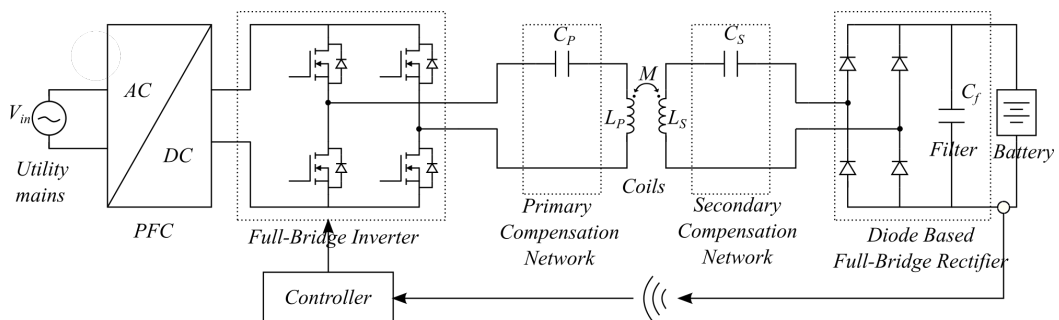 C_P
C_S
M
AC
V_in
L_P
L_S
C_f
DC
Filter
Battery
Utility
mains
Coils
PFC
Full-Bridge Inverter
Primary
Compensation
Network
Secondary
Compensation
Network
Diode Based
Full-Bridge Rectifier
Controller